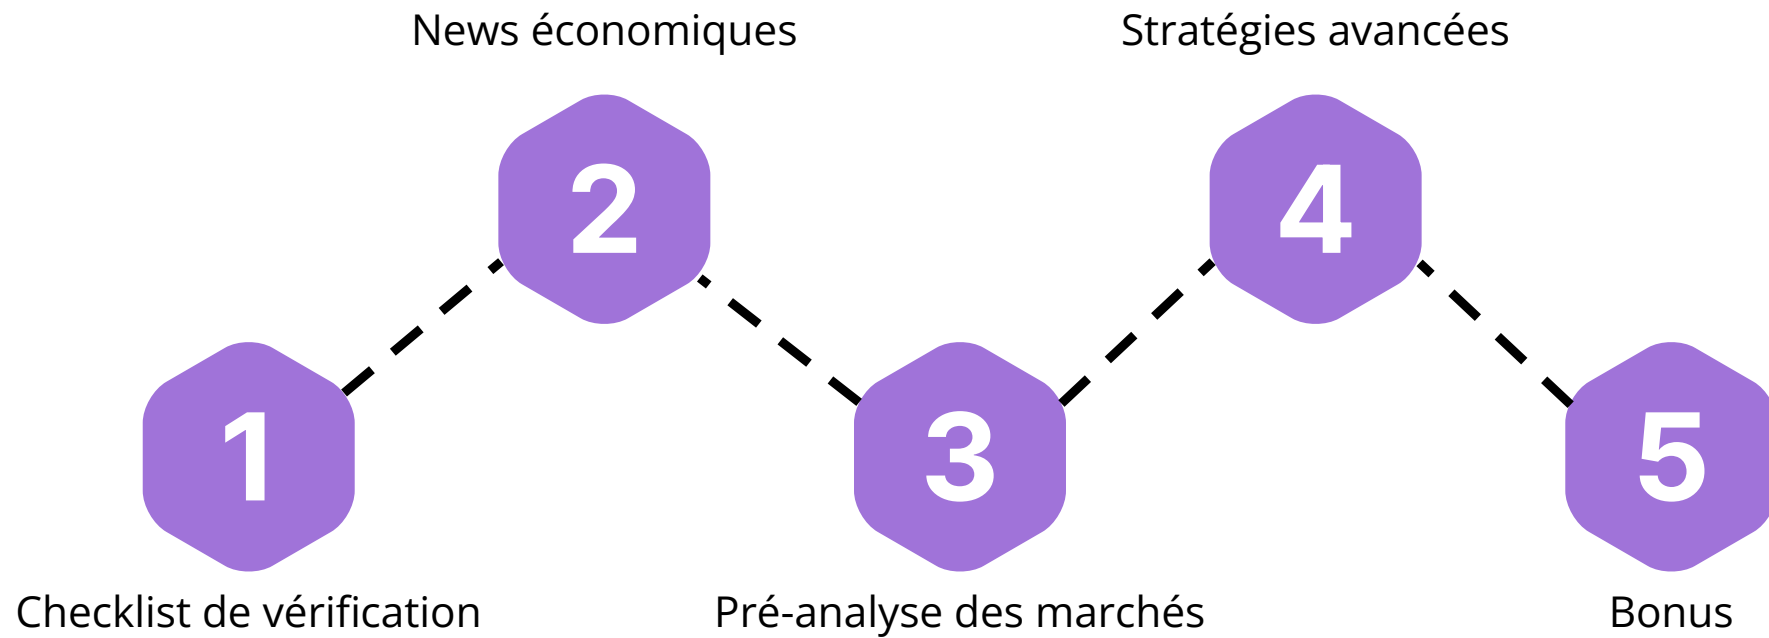 News économiques
Stratégies avancées
2
4
1
3
5
Checklist de vérification
Pré-analyse des marchés
Bonus